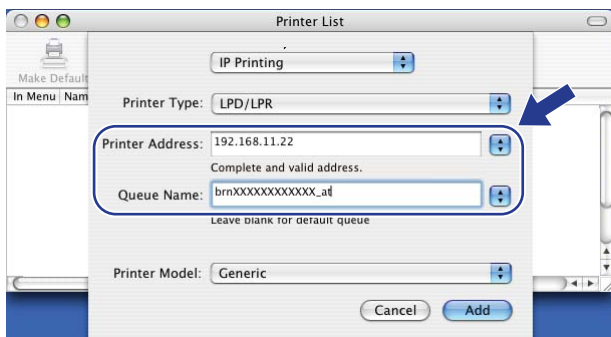 Printer List
IP Printing
Make Default
In Menu Nam
Printer Type: LPD/LPR
Printer Address: 192.168.11.22
Complete and valid address.
Queue Name: brnXXXXXXXXXXXX_at
Leave blank for default queue
Printer Model: Generic
Cancel Add